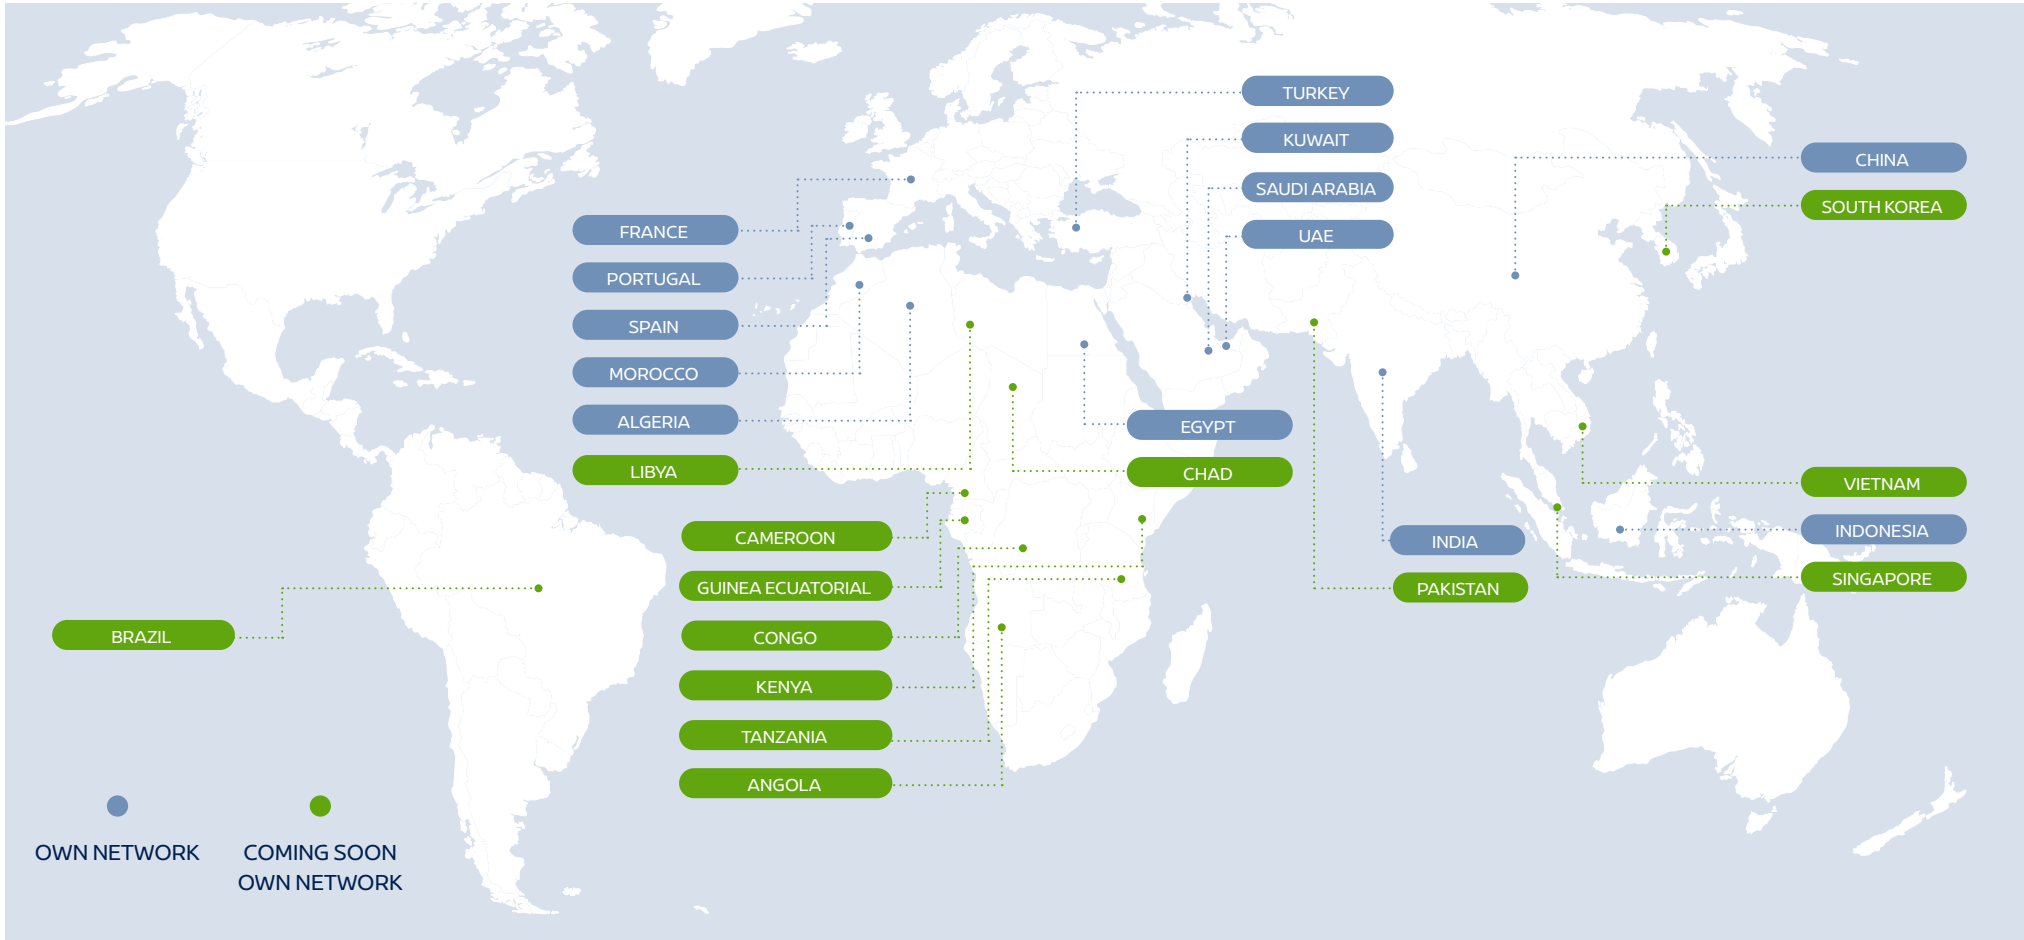 TURKEY
KUWAIT
SAUDI ARABIA
UAE
CHINA
SOUTH KOREA
FRANCE
PORTUGAL
SPAIN
MOROCCO
ALGERIA
LIBYA
EGYPT
CHAD
CAMEROON
GUINEA ECUATORIAL
CONGO
KENYA
TANZANIA
ANGOLA
INDIA
PAKISTAN
VIETNAM
INDONESIA
SINGAPORE
BRAZIL
OWN NETWORK
COMING SOON
OWN NETWORK